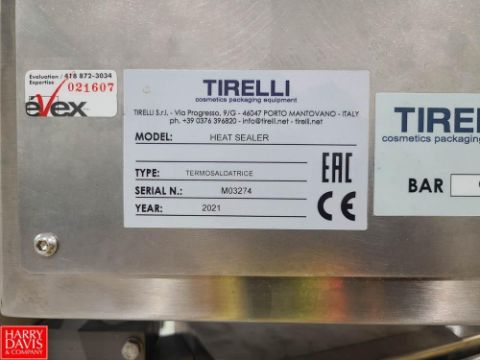 Evaluation / 418 872-3034
Expertise
021607
evex
TIRELLI
cosmetics packaging equipment
TIRELLI S.r.l. - Via Progresso, 9/G - 46047 PORTO MANTOVANO - ITALY
ph. +39 0376 396820 - info@tirelli.net - tirelli.net
MODEL: HEAT SEALER
TYPE: TERMOSALDATRICE
SERIAL N.: M03274
YEAR: 2021
EAC
CE
TIRE
cosmetics packaging
BAR
HARRY
DAVIS
& COMPANY